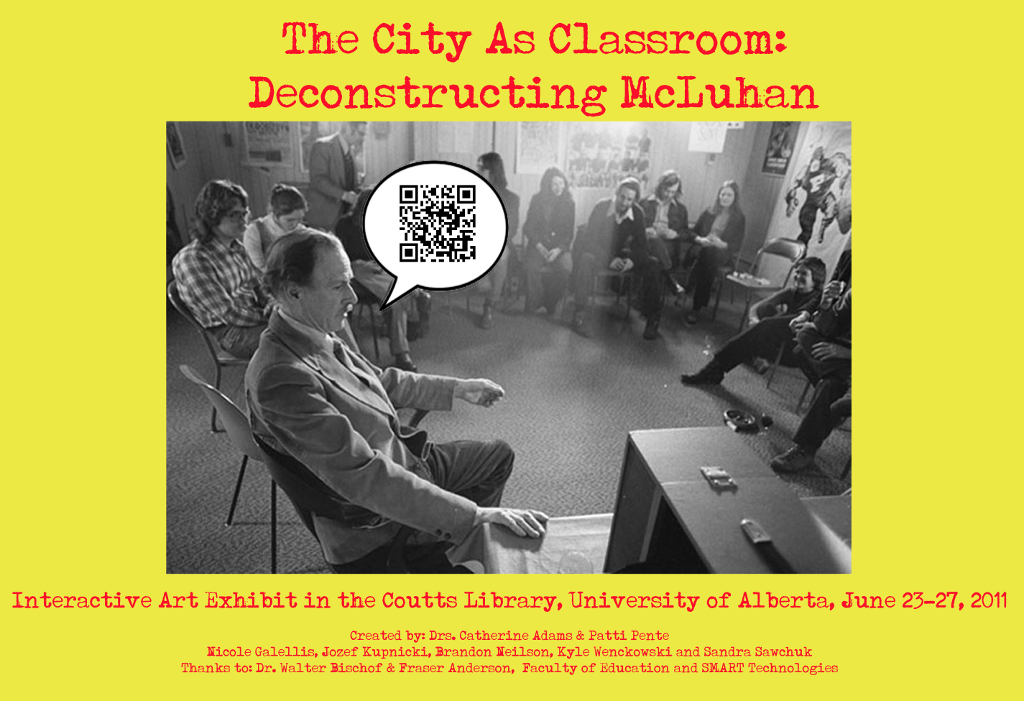 The City As Classroom:
Deconstructing McLuhan
Interactive Art Exhibit in the Coutts Library, University of Alberta, June 23-27, 2011
Created by: Drs. Catherine Adams & Patti Pente
Nicole Galellis, Jozef Kupnicki, Brandon Neilson, Kyle Wenckowski and Sandra Sawchuk
Thanks to: Dr. Walter Bischof & Fraser Anderson, Faculty of Education and SMART Technologies